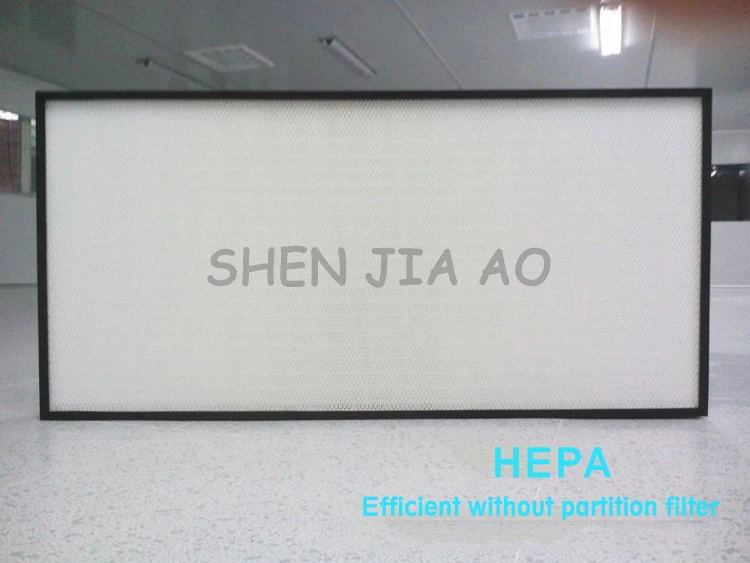 SHEN JIA AO
HEPA
Efficient without partition filter